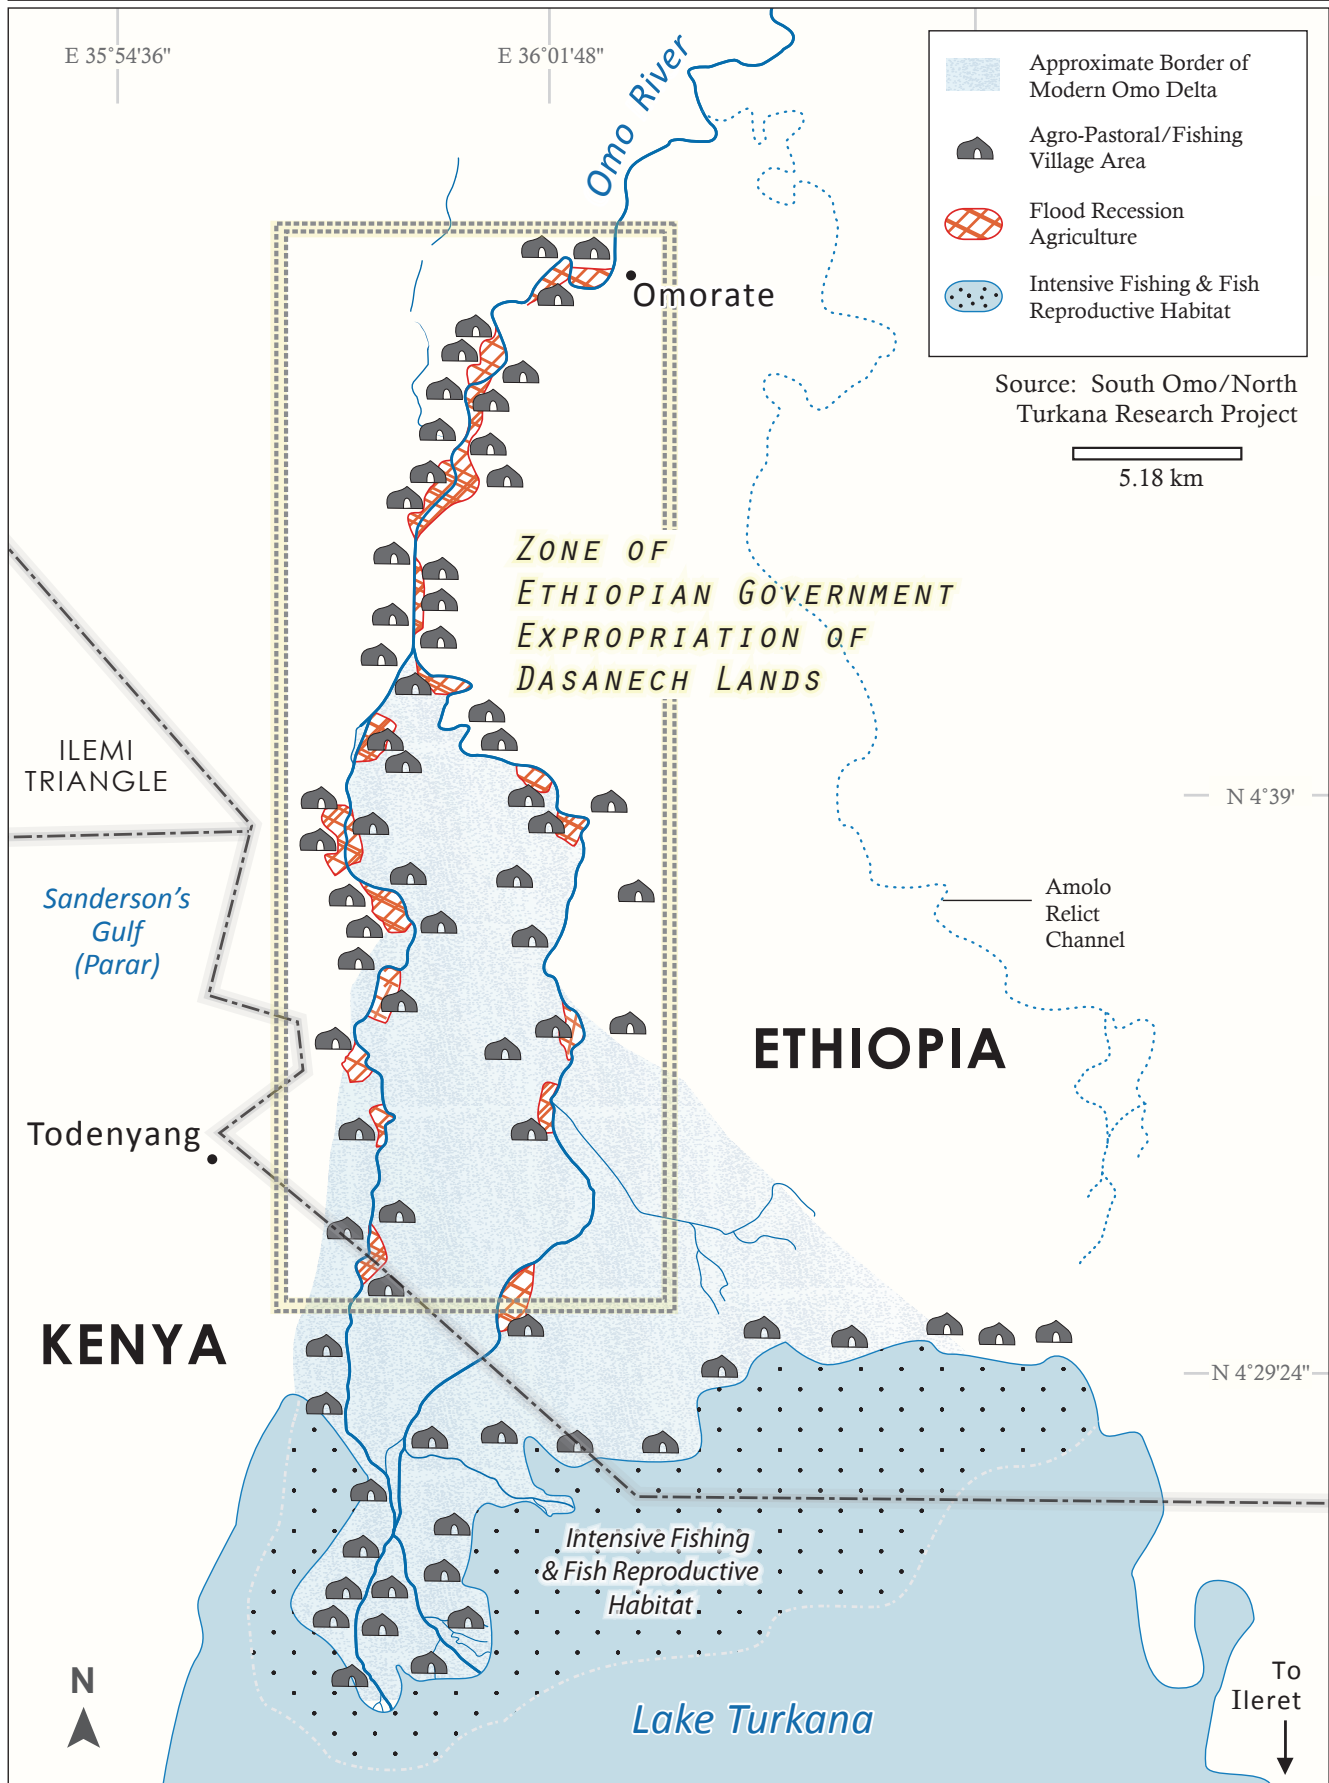 E 35°54'36"
E 36°01'48"
Omo River
Approximate Border of
Modern Omo Delta
Agro-Pastoral/Fishing
Village Area
Flood Recession
Agriculture
Intensive Fishing & Fish
Reproductive Habitat
Source: South Omo/North
Turkana Research Project
5.18 km
Omorate
Zone of
Ethiopian Government
Expropriation of
Dasanech Lands
ILEMI
TRIANGLE
N 4°39'
Sanderson's
Gulf
(Parar)
Amolo
Relict
Channel
ETHIOPIA
Todenyang
KENYA
N 4°29'24"
Intensive Fishing
& Fish Reproductive
Habitat
N
To
Ileret
Lake Turkana